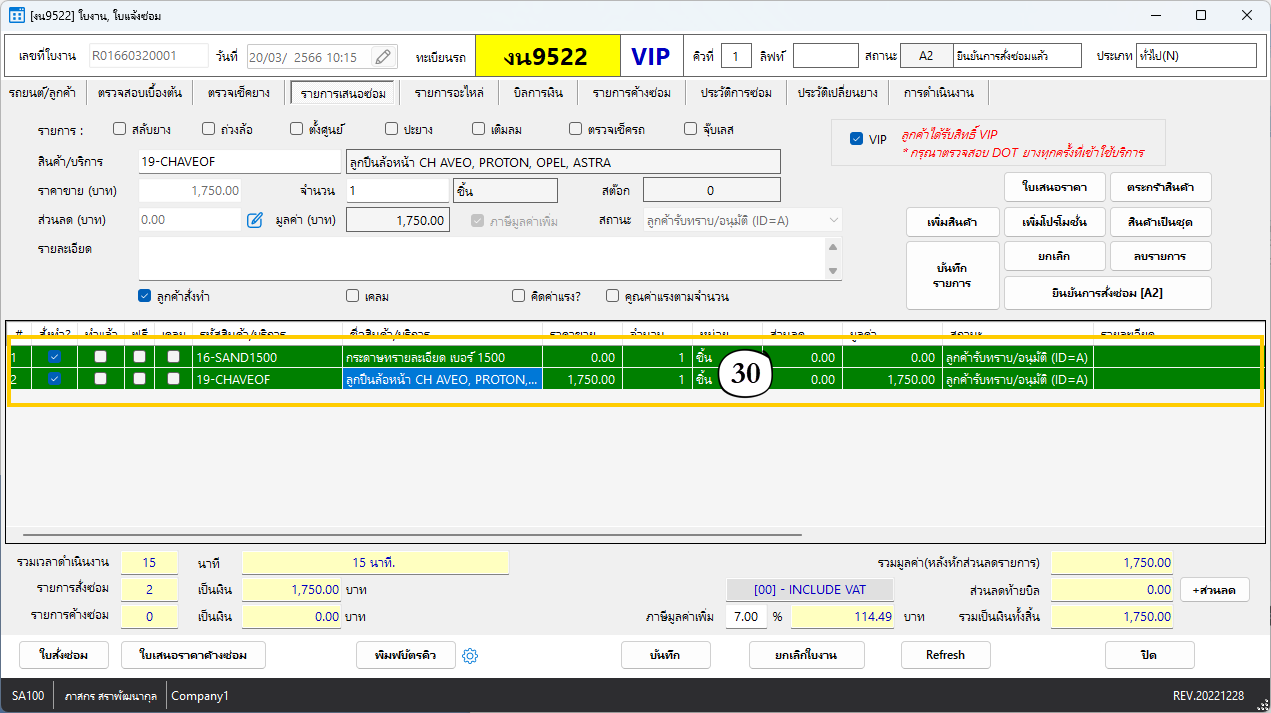 [งน9522] ใบงาน, ใบแจ้งซ่อม
เลขที่ใบงาน R01660320001 วันที่ 20/03/ 2566 10:15 ทะเบียนรถ งน9522 VIP คิวที่ 1 ลิฟท์ สถานะ A2 ยืนยันการสั่งซ่อมแล้ว ประเภท ทั่วไป(N)
รถยนต์/ลูกค้า ตรวจสอบเบื้องต้น ตรวจเช็คยาง รายการเสนอซ่อม รายการอะไหล่ บิลการเงิน รายการค้างซ่อม ประวัติการซ่อม ประวัติเปลี่ยนยาง การดำเนินงาน
รายการ : สลับยาง ถ่วงล้อ ตั้งศูนย์ ปะยาง เติมลม ตรวจเช็ครถ จุ๊บเลส
VIP ลูกค้าได้รับสิทธิ์ VIP
* กรุณาตรวจสอบ DOT ยางทุกครั้งที่เข้าใช้บริการ
สินค้า/บริการ 19-CHAVEOF ลูกปืนล้อหน้า CH AVEO, PROTON, OPEL, ASTRA
ราคาขาย (บาท) 1,750.00 จำนวน 1 ชิ้น สต๊อก 0
ใบเสนอราคา ตระกร้าสินค้า
ส่วนลด (บาท) 0.00 มูลค่า (บาท) 1,750.00 ภาษีมูลค่าเพิ่ม สถานะ ลูกค้ารับทราบ/อนุมัติ (ID=A)
เพิ่มสินค้า เพิ่มโปรโมชั่น สินค้าเป็นชุด
รายละเอียด
บันทึก
รายการ
ยกเลิก ลบรายการ
ยืนยันการสั่งซ่อม [A2]
ลูกค้าสั่งทำ เคลม คิดค่าแรง? คูณค่าแรงตามจำนวน
# สั่งทำ? ทำแล้ว ฟรี เคลม รหัสสินค้า/บริการ ชื่อสินค้า/บริการ ราคาขาย จำนวน หน่วย ส่วนลด มูลค่า สถานะ รายละเอียด
1 16-SAND1500 กระดาษทรายละเอียด เบอร์ 1500 0.00 1 ชิ้น 0.00 0.00 ลูกค้ารับทราบ/อนุมัติ (ID=A)
2 19-CHAVEOF ลูกปืนล้อหน้า CH AVEO, PROTON,... 1,750.00 1 ชิ้น 0.00 1,750.00 ลูกค้ารับทราบ/อนุมัติ (ID=A)
30
รวมเวลาดำเนินงาน 15 นาที 15 นาที. รวมมูลค่า(หลังหักส่วนลดรายการ) 1,750.00
รายการสั่งซ่อม 2 เป็นเงิน 1,750.00 บาท [00] - INCLUDE VAT ส่วนลดท้ายบิล 0.00 +ส่วนลด
รายการค้างซ่อม 0 เป็นเงิน 0.00 บาท ภาษีมูลค่าเพิ่ม 7.00 % 114.49 บาท รวมเป็นเงินทั้งสิ้น 1,750.00
ใบสั่งซ่อม ใบเสนอราคาค้างซ่อม พิมพ์บัตรคิว บันทึก ยกเลิกใบงาน Refresh ปิด
SA100 ภาสกร สราพัฒนากุล Company1 REV.20221228